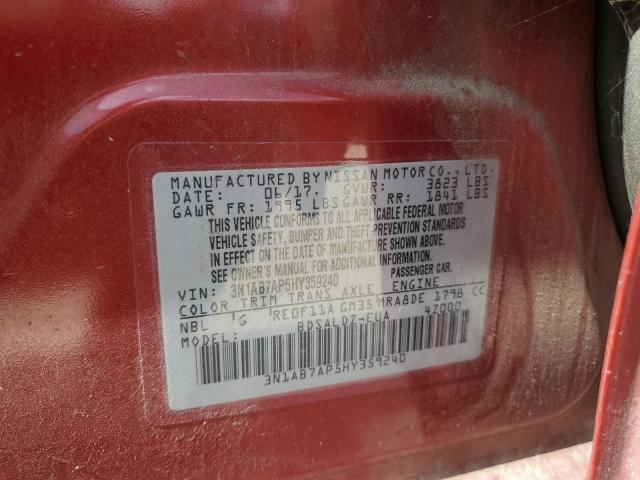 MANUFACTURED BY NISSAN MOTOR CO., LTD.
DATE: 06/17. GVWR: 3823 LBS
GAWR FR: 1995 LBS GAWR RR: 1841 LBS
THIS VEHICLE CONFORMS TO ALL APPLICABLE FEDERAL MOTOR
VEHICLE SAFETY, BUMPER AND THEFT PREVENTION STANDARDS
IN EFFECT ON THE DATE OF MANUFACTURE SHOWN ABOVE.
SEE OWNER'S MANUAL FOR ADDITIONAL INFORMATION.
VIN: 3N1AB7AP5HY359240 PASSENGER CAR.
COLOR TRIM TRANS AXLE ENGINE
NBL G RE0F11A GM35 MRA8DE 1798 CC
MODEL: BDSALDZ-EUA 4Z000
3N1AB7AP5HY359240